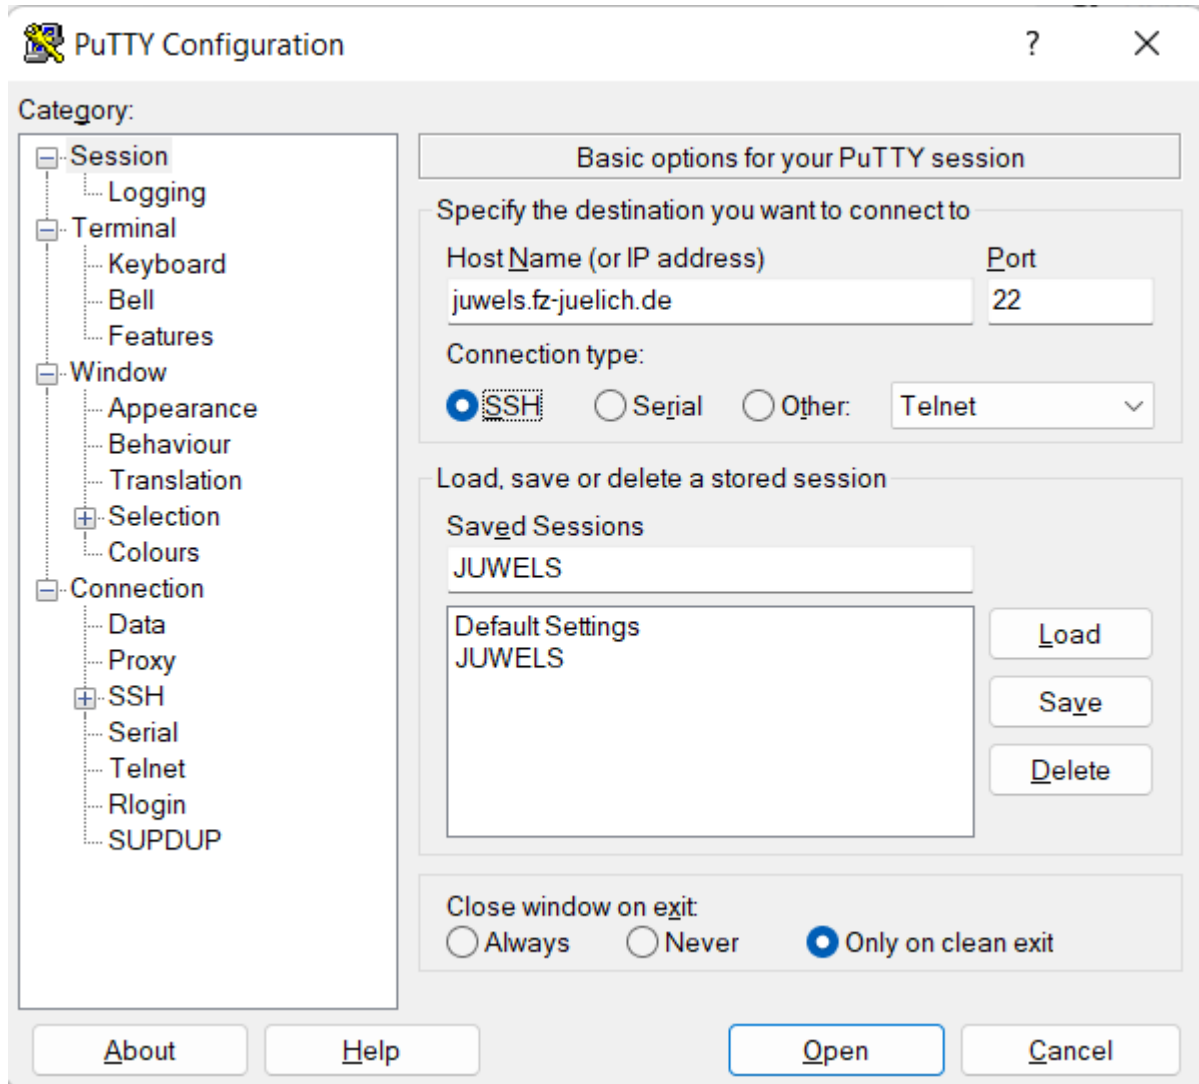 PuTTY Configuration
?
Category:
Session
Logging
Terminal
Keyboard
Bell
Features
Window
Appearance
Behaviour
Translation
Selection
Colours
Connection
Data
Proxy
SSH
Serial
Telnet
Rlogin
SUPDUP
Basic options for your PuTTY session
Specify the destination you want to connect to
Host Name (or IP address) Port
juwels.fz-juelich.de 22
Connection type:
SSH Serial Other: Telnet
Load, save or delete a stored session
Saved Sessions
JUWELS
Default Settings
JUWELS
Load
Save
Delete
Close window on exit:
Always Never Only on clean exit
About Help Open Cancel